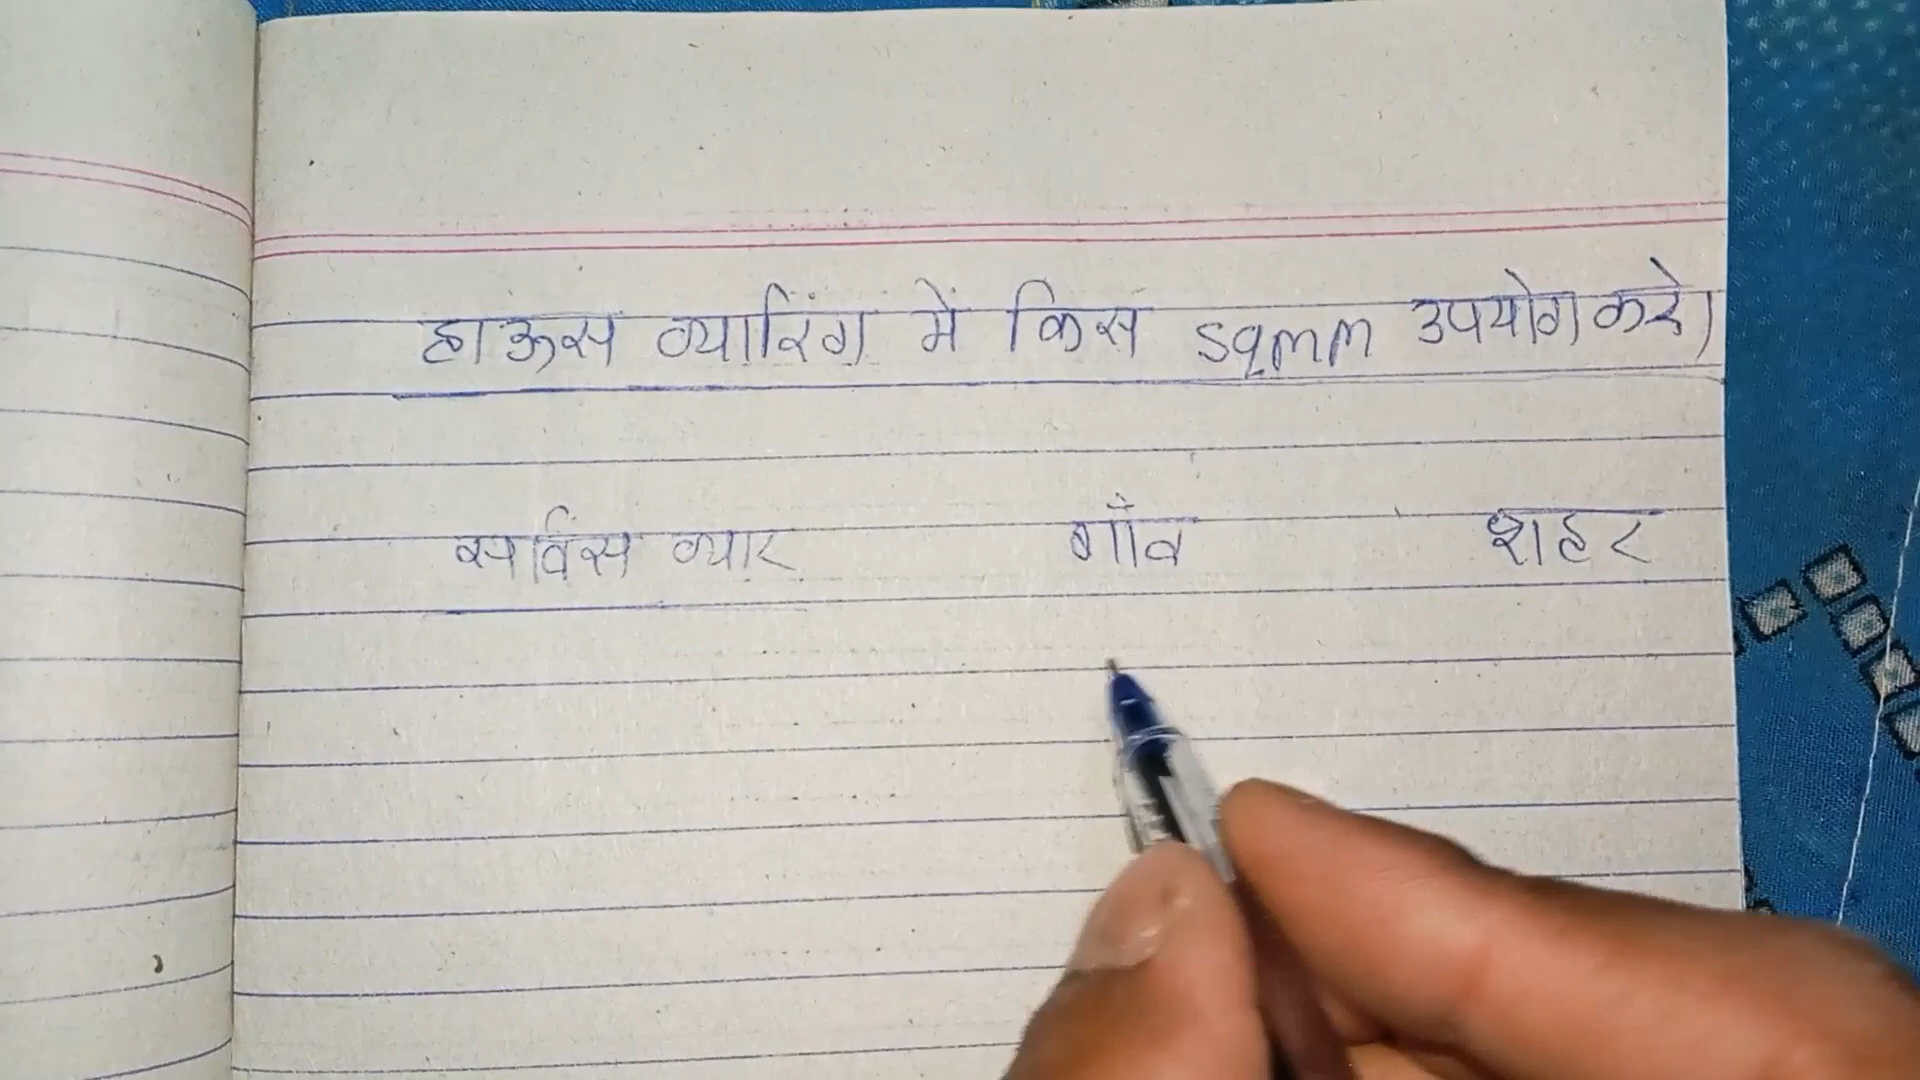 हाऊस व्यारिंग में किस sqmm उपयोग करे।
सर्विस व्यार गाँव शहर